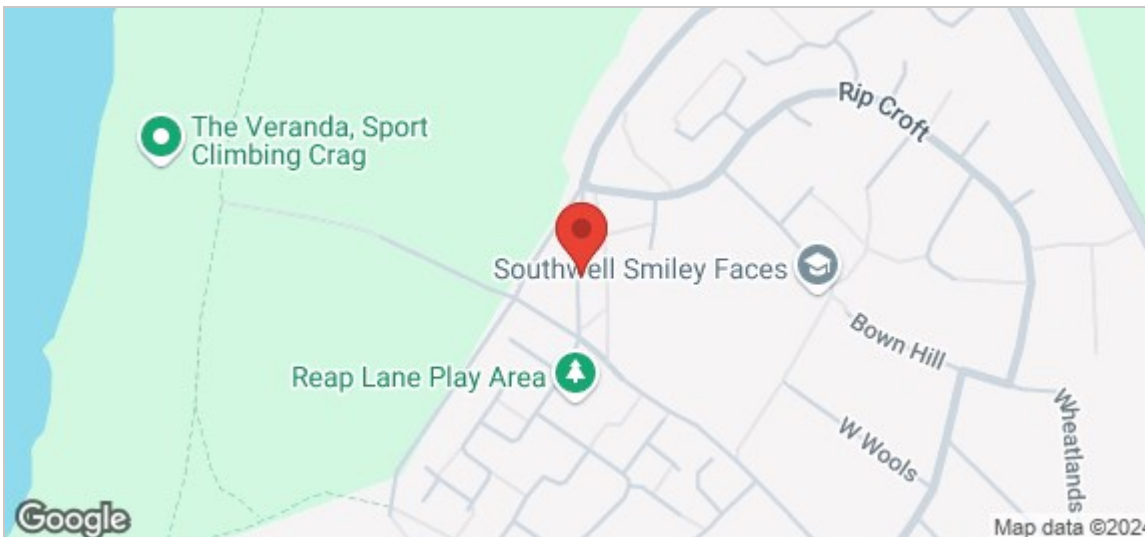 Rip Croft
The Veranda, Sport
Climbing Crag
Southwell Smiley Faces
Bown Hill
Reap Lane Play Area
W Wools
Wheatlands
Google
Map data ©2024